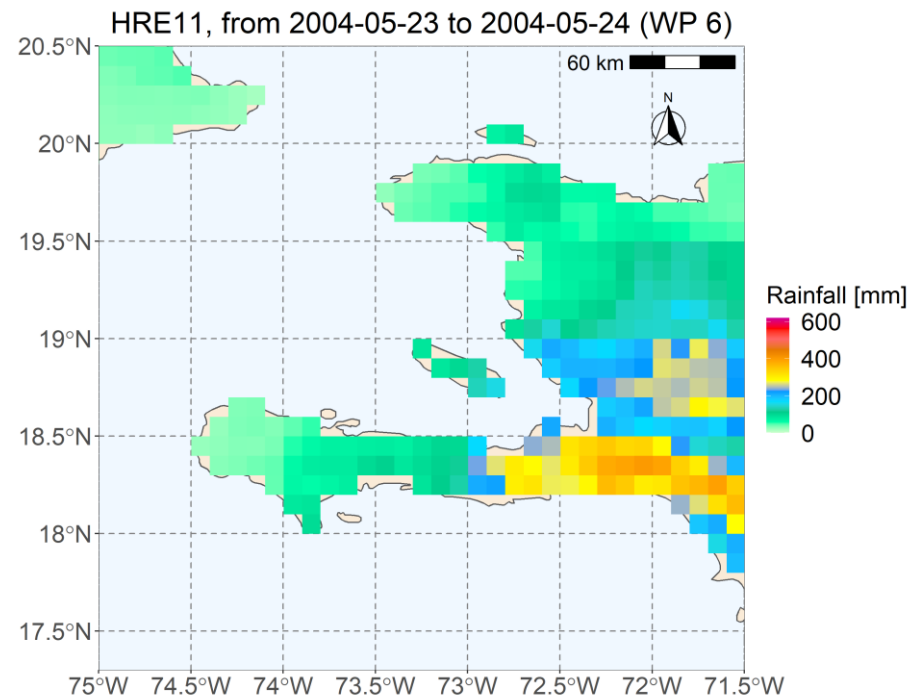 HRE11, from 2004-05-23 to 2004-05-24 (WP 6)
20.5°N
60 km
N
20°N
19.5°N
19°N
18.5°N
18°N
17.5°N
Rainfall [mm]
600
400
200
0
75°W 74.5°W 74°W 73.5°W 73°W 72.5°W 72°W 71.5°W